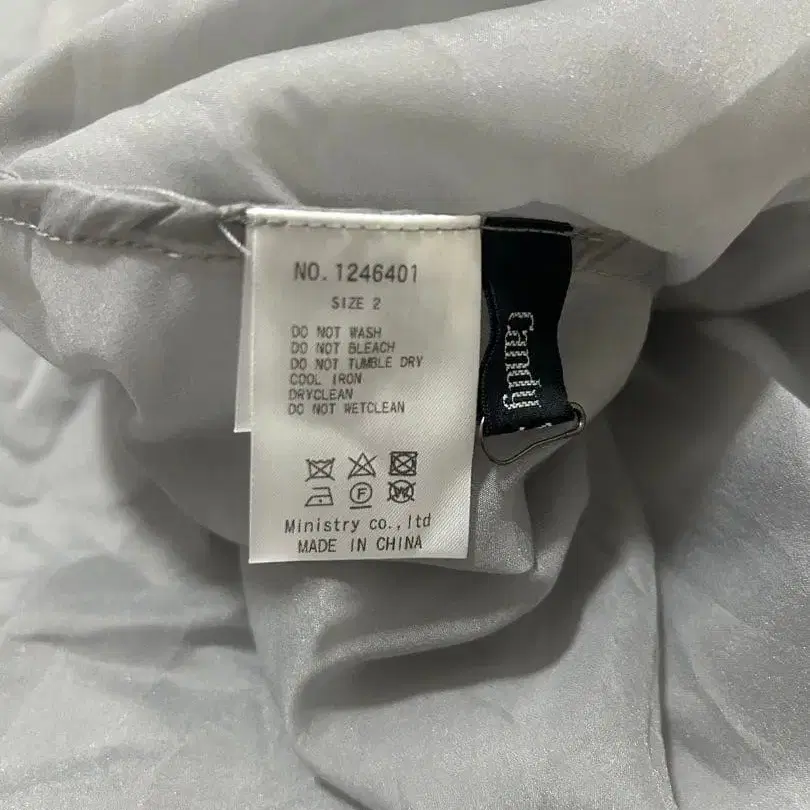 NO. 1246401
SIZE 2
DO NOT WASH
DO NOT BLEACH
DO NOT TUMBLE DRY
COOL IRON
DRYCLEAN
DO NOT WETCLEAN
F W
Ministry co.,ltd
MADE IN CHINA